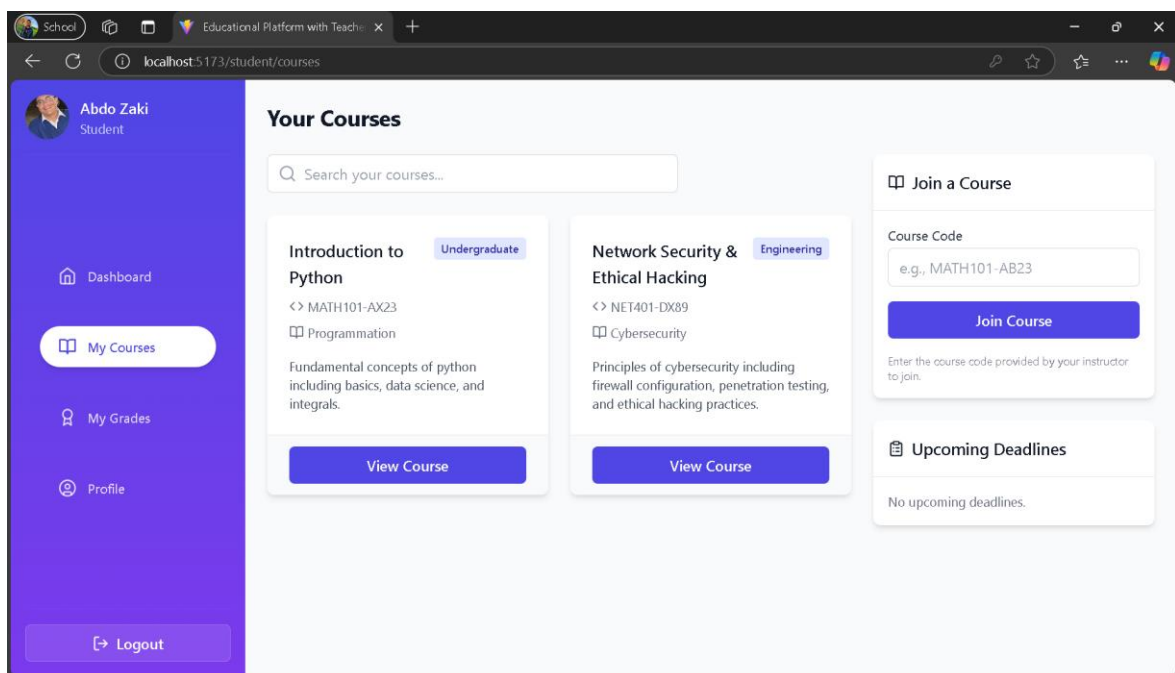 School
Educational Platform with Teache
localhost:5173/student/courses
Abdo Zaki
Student
Dashboard
My Courses
My Grades
Profile
Logout
Your Courses
Search your courses...
Introduction to
Python
Undergraduate
<> MATH101-AX23
Programmation
Fundamental concepts of python
including basics, data science, and
integrals.
View Course
Network Security &
Ethical Hacking
Engineering
<> NET401-DX89
Cybersecurity
Principles of cybersecurity including
firewall configuration, penetration testing,
and ethical hacking practices.
View Course
Join a Course
Course Code
e.g., MATH101-AB23
Join Course
Enter the course code provided by your instructor
to join.
Upcoming Deadlines
No upcoming deadlines.